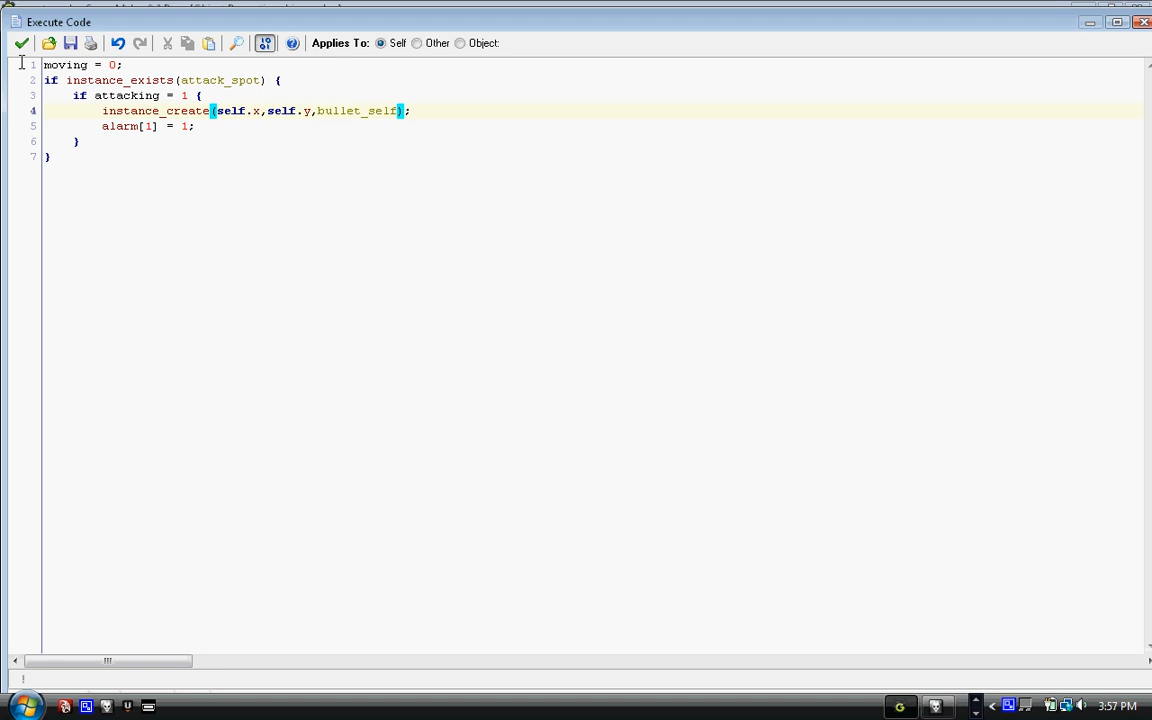 Execute Code
Applies To: Self Other Object:
1 moving = 0;
2 if instance_exists(attack_spot) {
3 if attacking = 1 {
4 instance_create(self.x,self.y,bullet_self);
5 alarm[1] = 1;
6 }
7 }
3:57 PM